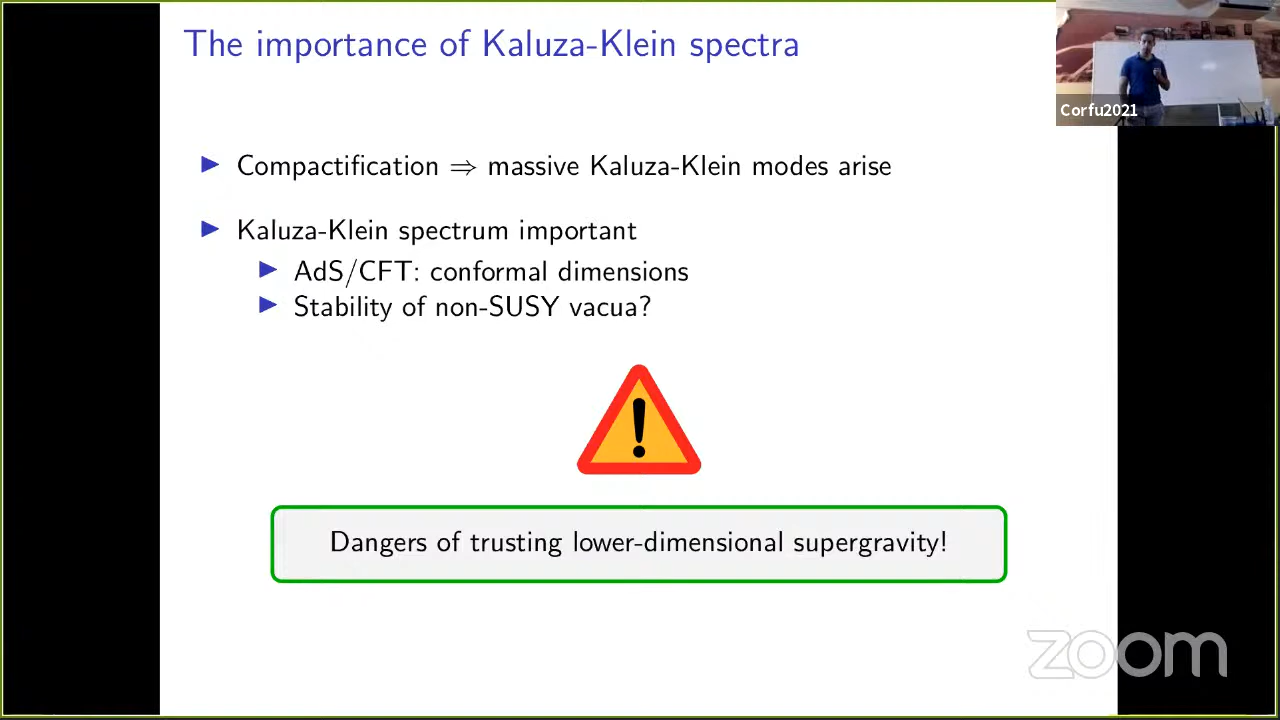 The importance of Kaluza-Klein spectra
Corfu2021
▶ Compactification ⇒ massive Kaluza-Klein modes arise
▶ Kaluza-Klein spectrum important
▶ AdS/CFT: conformal dimensions
▶ Stability of non-SUSY vacua?
!
Dangers of trusting lower-dimensional supergravity!
zoom